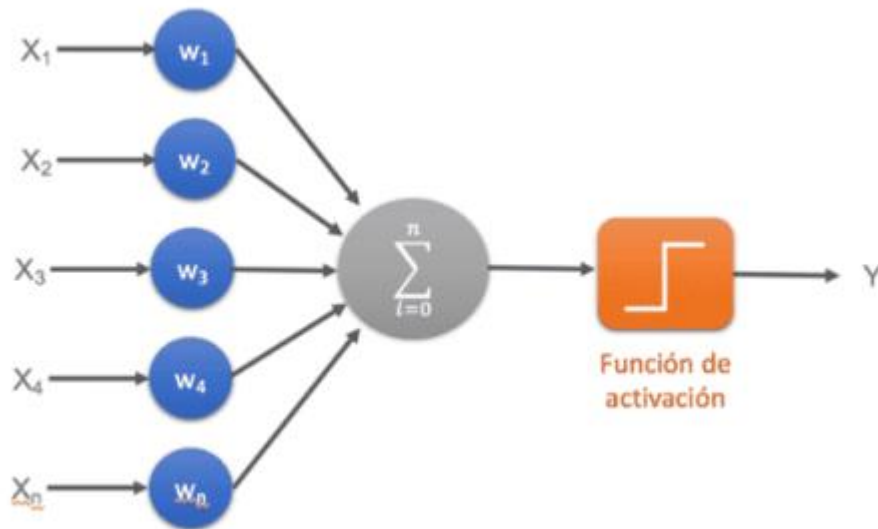 X₁ w₁
X₂ w₂
X₃ w₃
X₄ w₄
Xₙ wₙ
n
∑
i=0
Función de
activación
Y